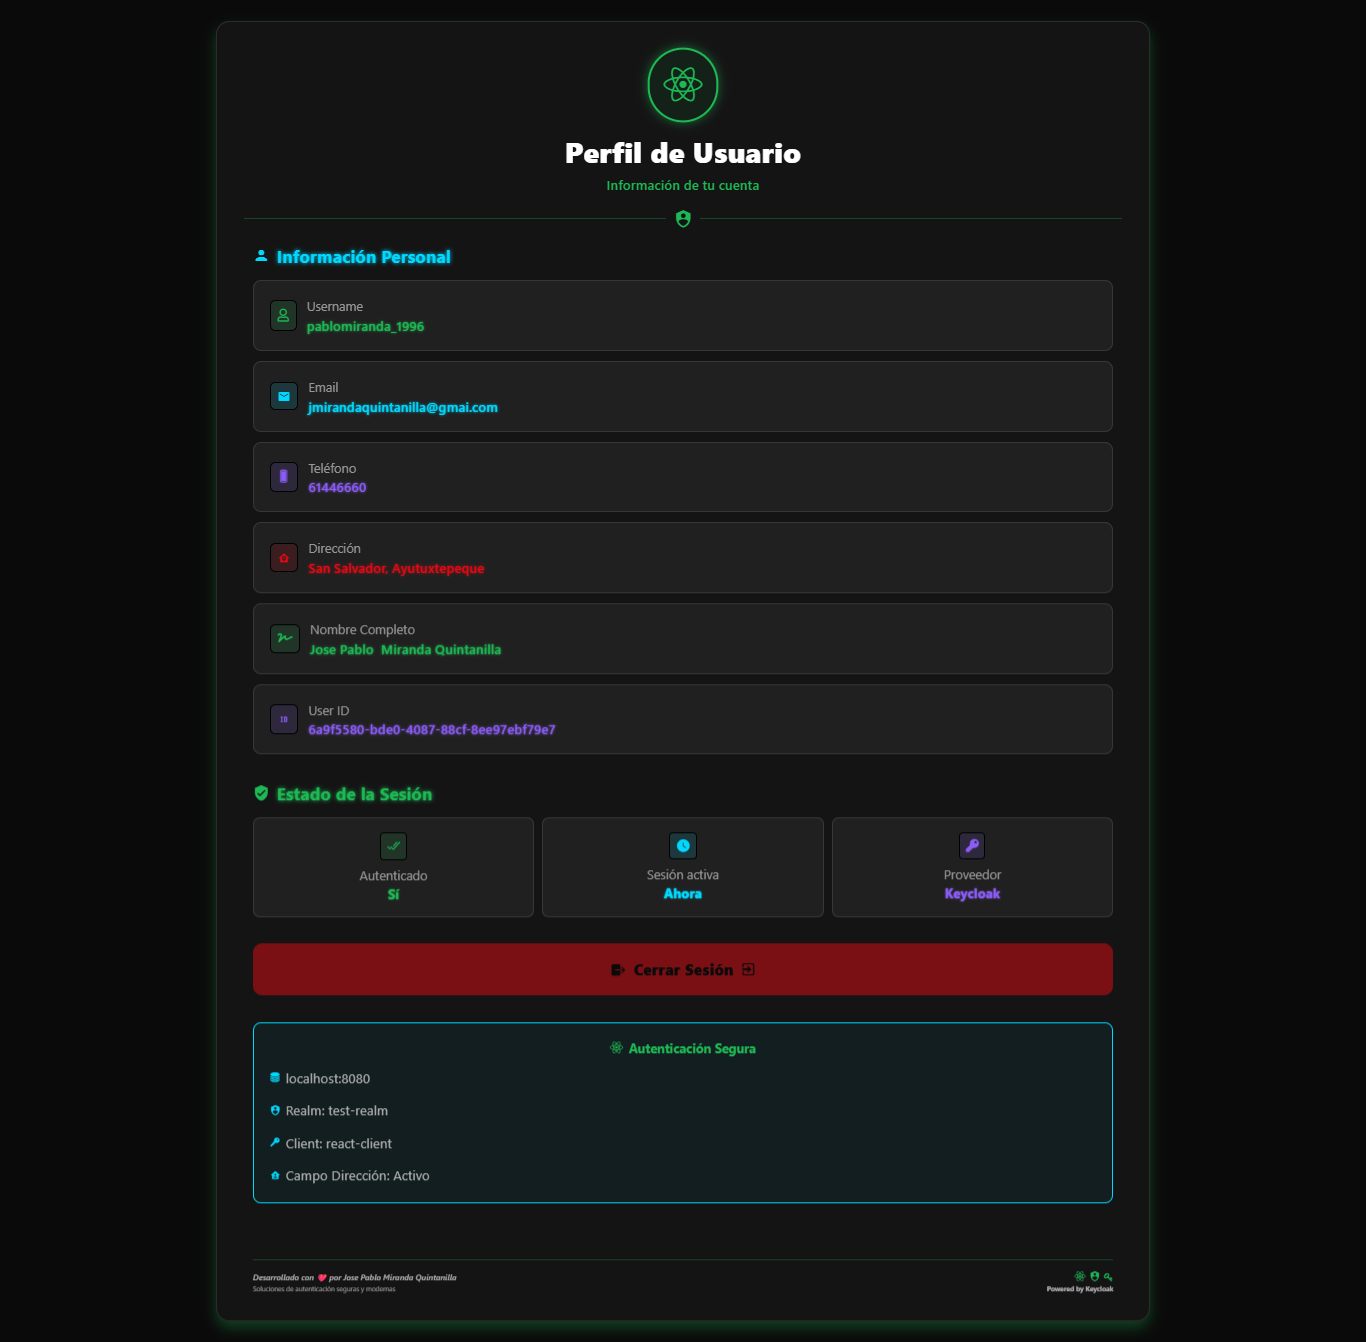 Perfil de Usuario
Información de tu cuenta
Información Personal
Username
pablomiranda_1996
Email
jmirandaquintanilla@gmai.com
Teléfono
61446660
Dirección
San Salvador, Ayutuxtepeque
Nombre Completo
Jose Pablo  Miranda Quintanilla
ID
User ID
6a9f5580-bde0-4087-88cf-8ee97ebf79e7
Estado de la Sesión
Autenticado
Sí
Sesión activa
Ahora
Proveedor
Keycloak
Cerrar Sesión
Autenticación Segura
localhost:8080
Realm: test-realm
Client: react-client
Campo Dirección: Activo
Desarrollado con ❤️ por Jose Pablo Miranda Quintanilla
Soluciones de autenticación seguras y modernas
Powered by Keycloak